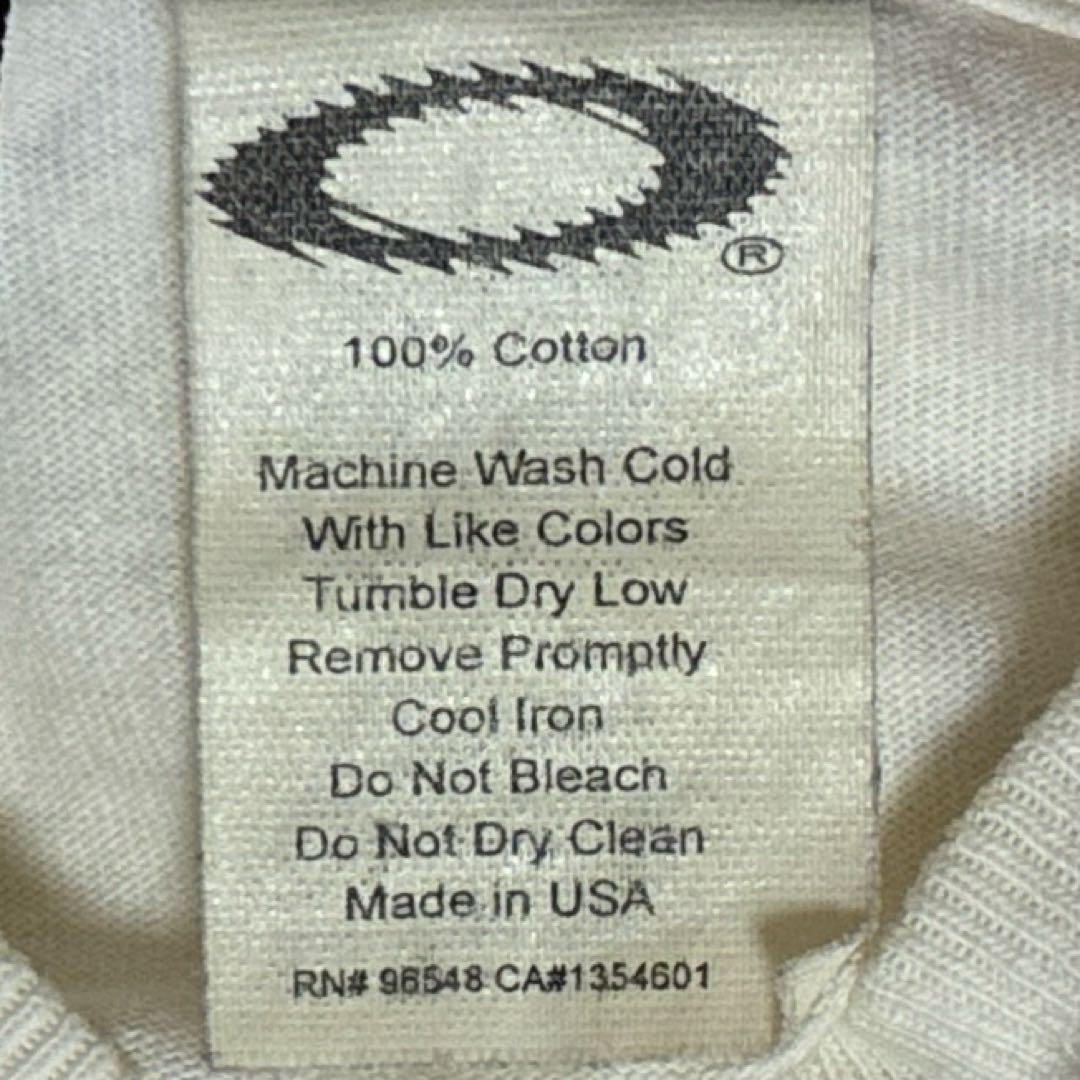 ®
100% Cotton
Machine Wash Cold
With Like Colors
Tumble Dry Low
Remove Promptly
Cool Iron
Do Not Bleach
Do Not Dry Clean
Made in USA
RN# 96548 CA#1354601